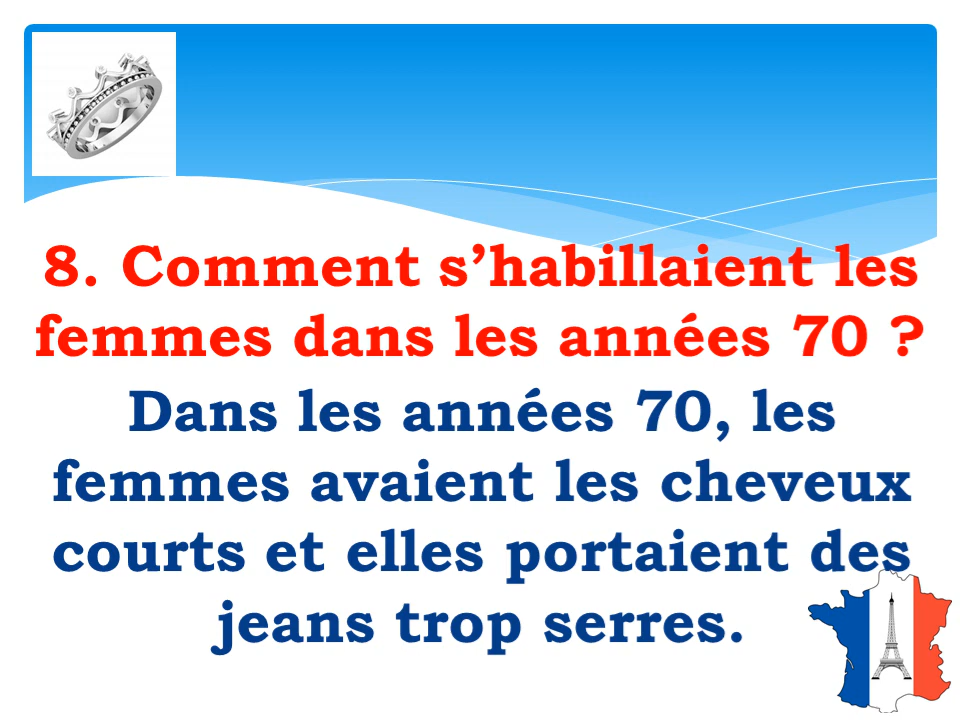 8. Comment s’habillaient les
femmes dans les années 70 ?
Dans les années 70, les
femmes avaient les cheveux
courts et elles portaient des
jeans trop serres.